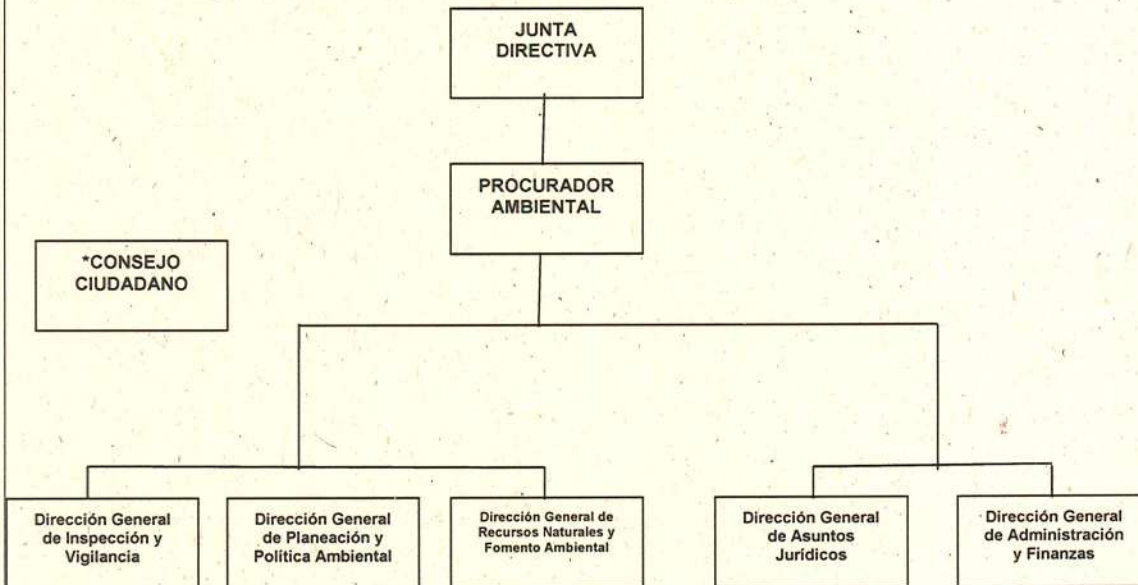 JUNTA
DIRECTIVA
PROCURADOR
AMBIENTAL
*CONSEJO
CIUDADANO
Dirección General
de Inspección y
Vigilancia
Dirección General
de Planeación y
Política Ambiental
Dirección General de
Recursos Naturales y
Fomento Ambiental
Dirección General
de Asuntos
Jurídicos
Dirección General
de Administración
y Finanzas